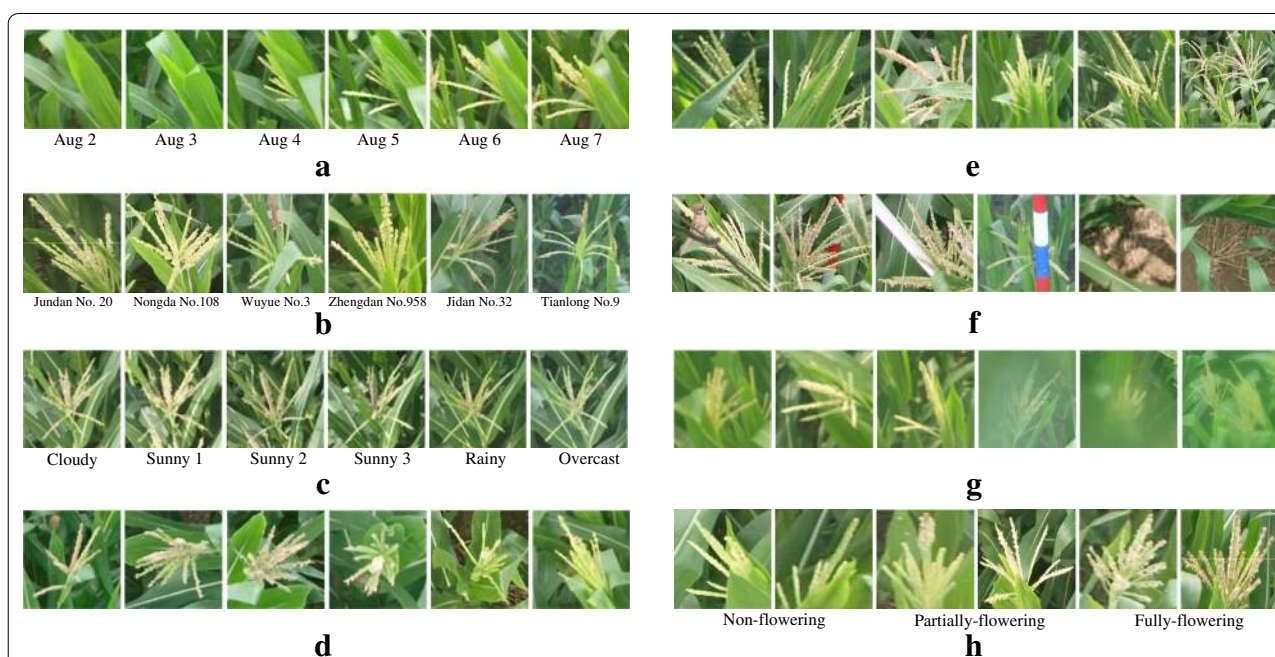 Aug 2 Aug 3 Aug 4 Aug 5 Aug 6 Aug 7
a
Jundan No. 20 Nongda No.108 Wuyue No.3 Zhengdan No.958 Jidan No.32 Tianlong No.9
b
Cloudy Sunny 1 Sunny 2 Sunny 3 Rainy Overcast
c
d
e
f
g
Non-flowering Partially-flowering Fully-flowering
h